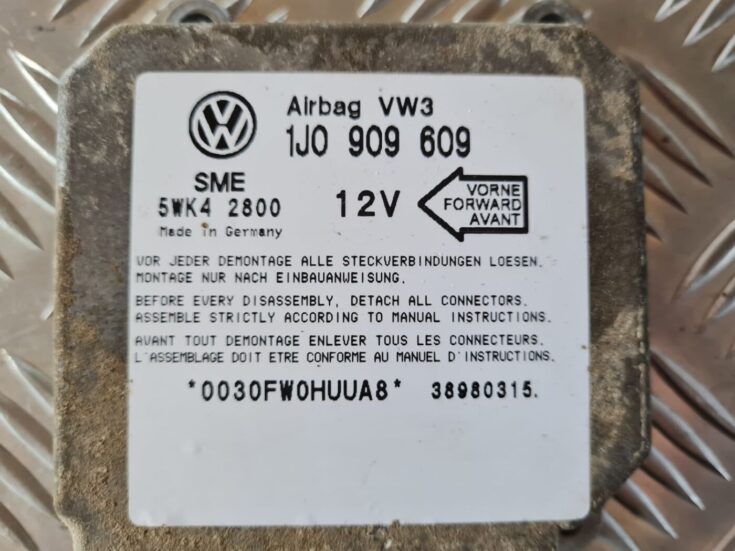 Airbag VW3
1J0 909 609
SME
5WK4 2800
12V
VORNE
FORWARD
AVANT
Made in Germany
VOR JEDER DEMONTAGE ALLE STECKVERBINDUNGEN LOESEN.
MONTAGE NUR NACH EINBAUANWEISUNG.
BEFORE EVERY DISASSEMBLY, DETACH ALL CONNECTORS.
ASSEMBLE STRICTLY ACCORDING TO MANUAL INSTRUCTIONS.
AVANT TOUT DEMONTAGE ENLEVER TOUS LES CONNECTEURS.
L'ASSEMBLAGE DOIT ETRE CONFORME AU MANUEL D'INSTRUCTIONS.
*0030FW0HUUA8* 38980315.